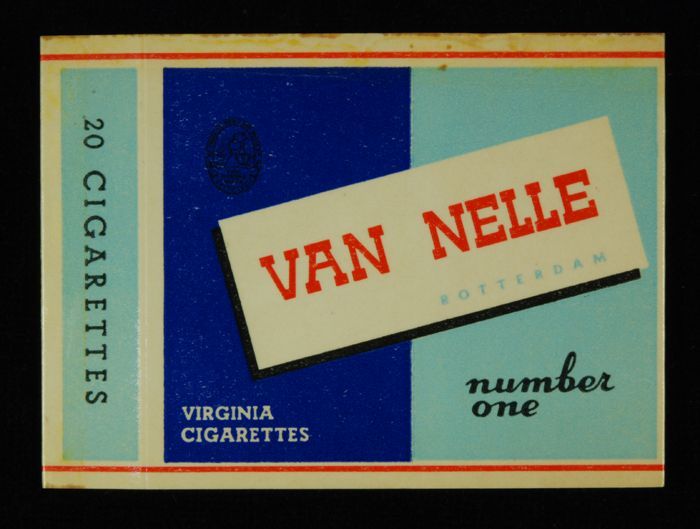 20 CIGARETTES
VAN NELLE
ROTTERDAM
number
one
VIRGINIA
CIGARETTES